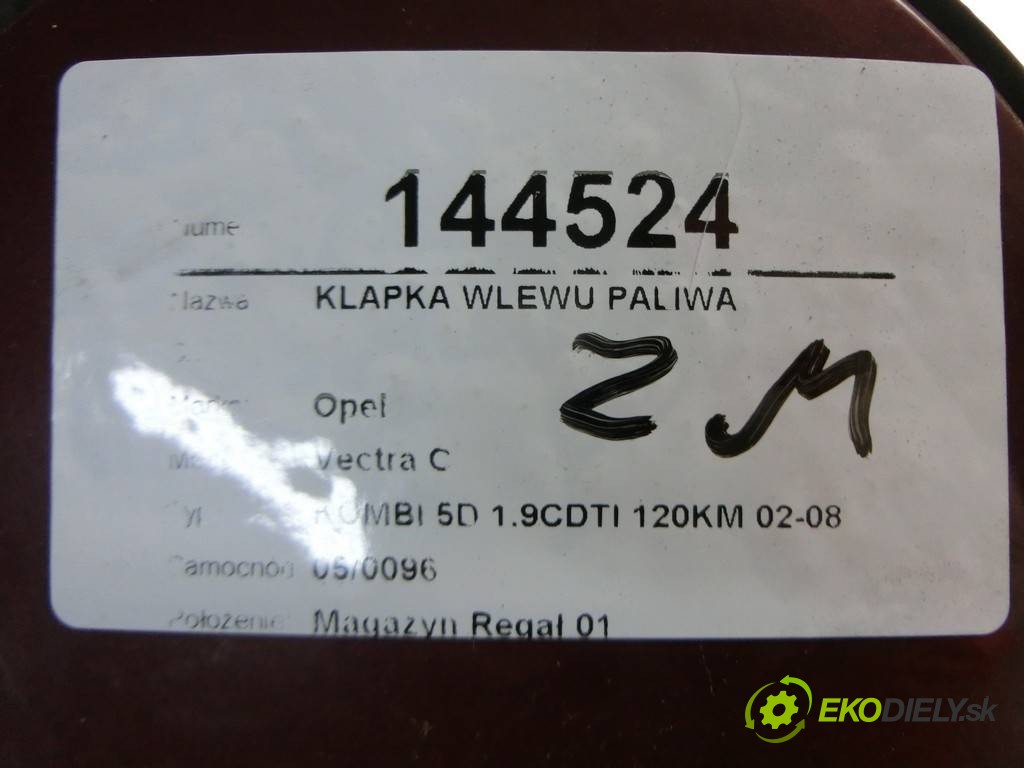 144524
Nazwa KLAPKA WLEWU PALIWA
ZM
Opel
Vectra C
KOMBI 5D 1.9CDTI 120KM 02-08
05/0096
Położenie Magazyn Regał 01
EKODIELY.sk